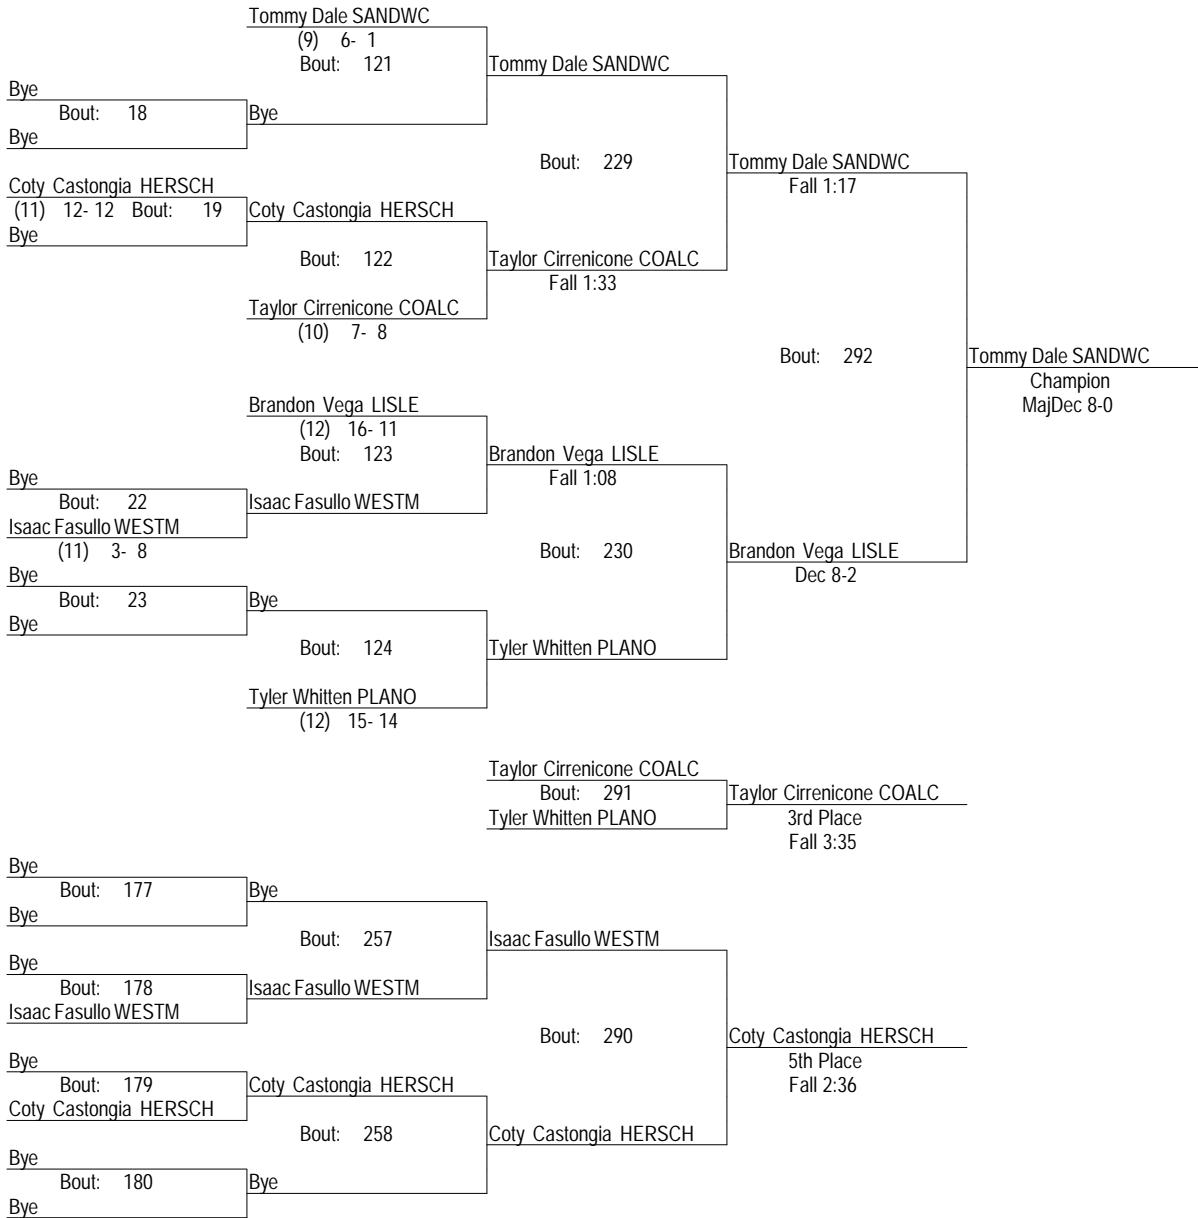 Tommy Dale SANDWC
(9) 6- 1
Bout: 121
Tommy Dale SANDWC
Bye
Bout: 18
Bye
Bye
Bout: 229
Tommy Dale SANDWC
Fall 1:17
Coty Castongia HERSCH
(11) 12- 12 Bout: 19
Coty Castongia HERSCH
Bye
Bout: 122
Taylor Cirrenicone COALC
Fall 1:33
Taylor Cirrenicone COALC
(10) 7- 8
Bout: 292
Tommy Dale SANDWC
Champion
MajDec 8-0
Brandon Vega LISLE
(12) 16- 11
Bout: 123
Brandon Vega LISLE
Fall 1:08
Bye
Bout: 22
Isaac Fasullo WESTM
Isaac Fasullo WESTM
(11) 3- 8
Bout: 230
Brandon Vega LISLE
Dec 8-2
Bye
Bout: 23
Bye
Bye
Bout: 124
Tyler Whitten PLANO
Tyler Whitten PLANO
(12) 15- 14
Taylor Cirrenicone COALC
Bout: 291
Taylor Cirrenicone COALC
Tyler Whitten PLANO
3rd Place
Fall 3:35
Bye
Bout: 177
Bye
Bye
Bout: 257
Isaac Fasullo WESTM
Bye
Bout: 178
Isaac Fasullo WESTM
Isaac Fasullo WESTM
Bout: 290
Coty Castongia HERSCH
5th Place
Fall 2:36
Bye
Bout: 179
Coty Castongia HERSCH
Coty Castongia HERSCH
Bout: 258
Coty Castongia HERSCH
Bye
Bout: 180
Bye
Bye